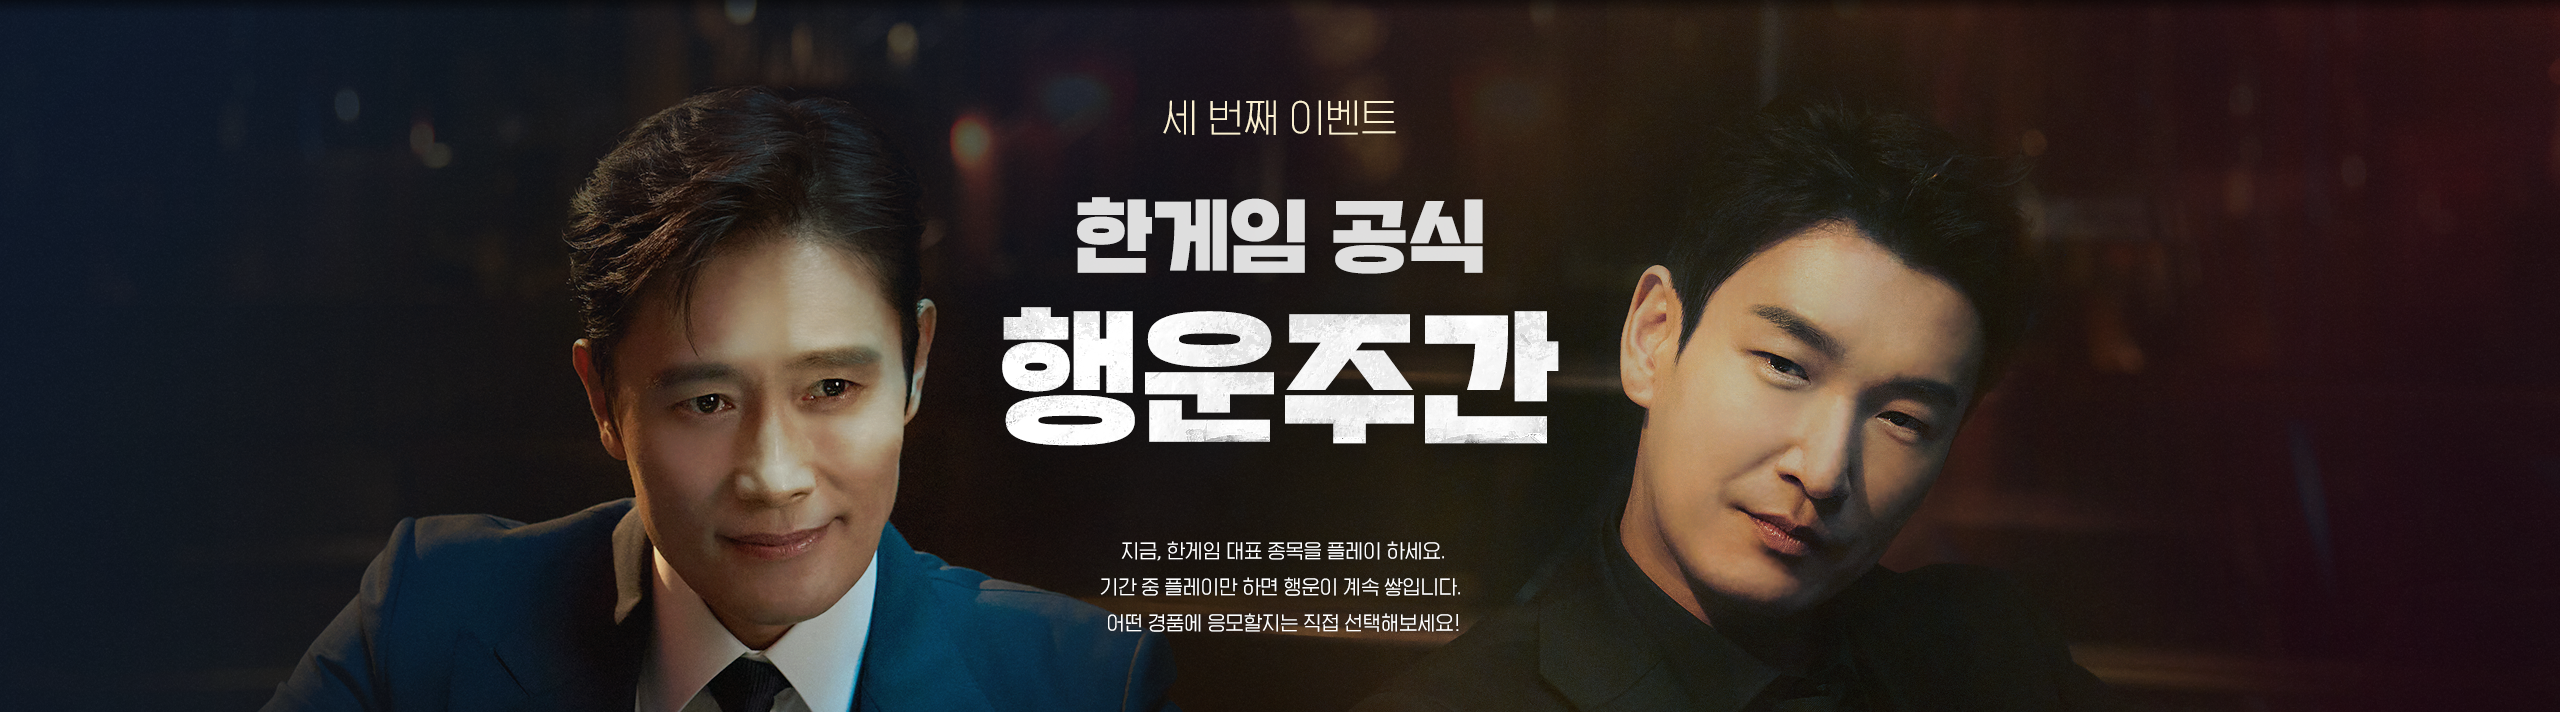 세 번째 이벤트
한게임 공식
행운주간
지금, 한게임 대표 종목을 플레이 하세요.
기간 중 플레이만 하면 행운이 계속 쌓입니다.
어떤 경품에 응모할지는 직접 선택해보세요!